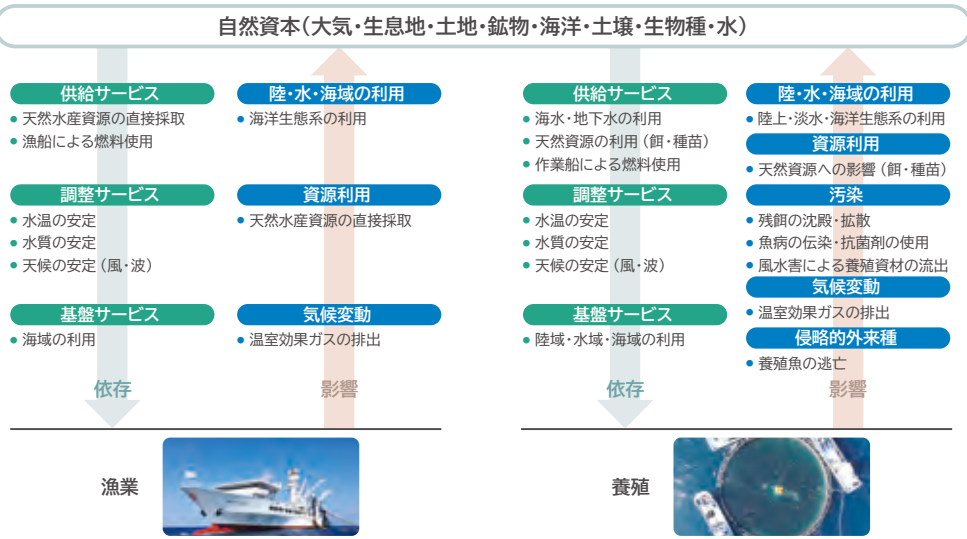 自然資本（大気・生息地・土地・鉱物・海洋・土壌・生物種・水）
供給サービス
• 天然水産資源の直接採取
• 漁船による燃料使用
調整サービス
• 水温の安定
• 水質の安定
• 天候の安定（風・波）
基盤サービス
• 海域の利用
依存
陸・水・海域の利用
• 海洋生態系の利用
資源利用
• 天然水産資源の直接採取
気候変動
• 温室効果ガスの排出
影響
漁業
供給サービス
• 海水・地下水の利用
• 天然資源の利用（餌・種苗）
• 作業船による燃料使用
調整サービス
• 水温の安定
• 水質の安定
• 天候の安定（風・波）
基盤サービス
• 陸域・水域・海域の利用
依存
陸・水・海域の利用
• 陸上・淡水・海洋生態系の利用
資源利用
• 天然資源への影響（餌・種苗）
汚染
• 残餌の沈殿・拡散
• 魚病の伝染・抗菌剤の使用
• 風水害による養殖資材の流出
気候変動
• 温室効果ガスの排出
侵略的外来種
• 養殖魚の逃亡
影響
養殖